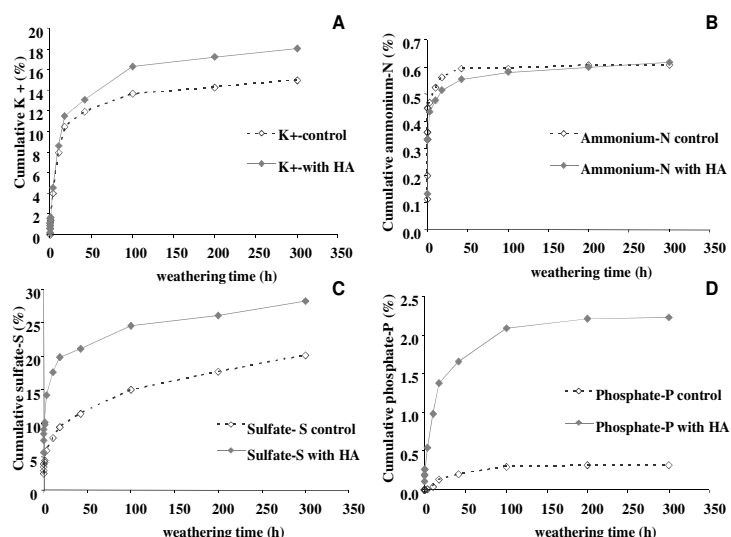 A
Cumulative K + (%)
20
18
16
14
12
10
8
6
4
2
0
K+-control
K+-with HA
0 50 100 150 200 250 300 350
weathering time (h)
B
Cumulative ammonium-N (%)
0.7
0.6
0.5
0.4
0.3
0.2
0.1
0.0
Ammonium-N control
Ammonium-N with HA
0 50 100 150 200 250 300 350
weathering time (h)
C
Cumulative sulfate-S (%)
30
25
20
15
10
5
0
Sulfate- S control
Sulfate-S with HA
0 50 100 150 200 250 300 350
weathering time (h)
D
Cumulative phosphate-P (%)
2.5
2.0
1.5
1.0
0.5
0.0
Phosphate-P control
Phosphate-P with HA
0 50 100 150 200 250 300 350
weathering time (h)